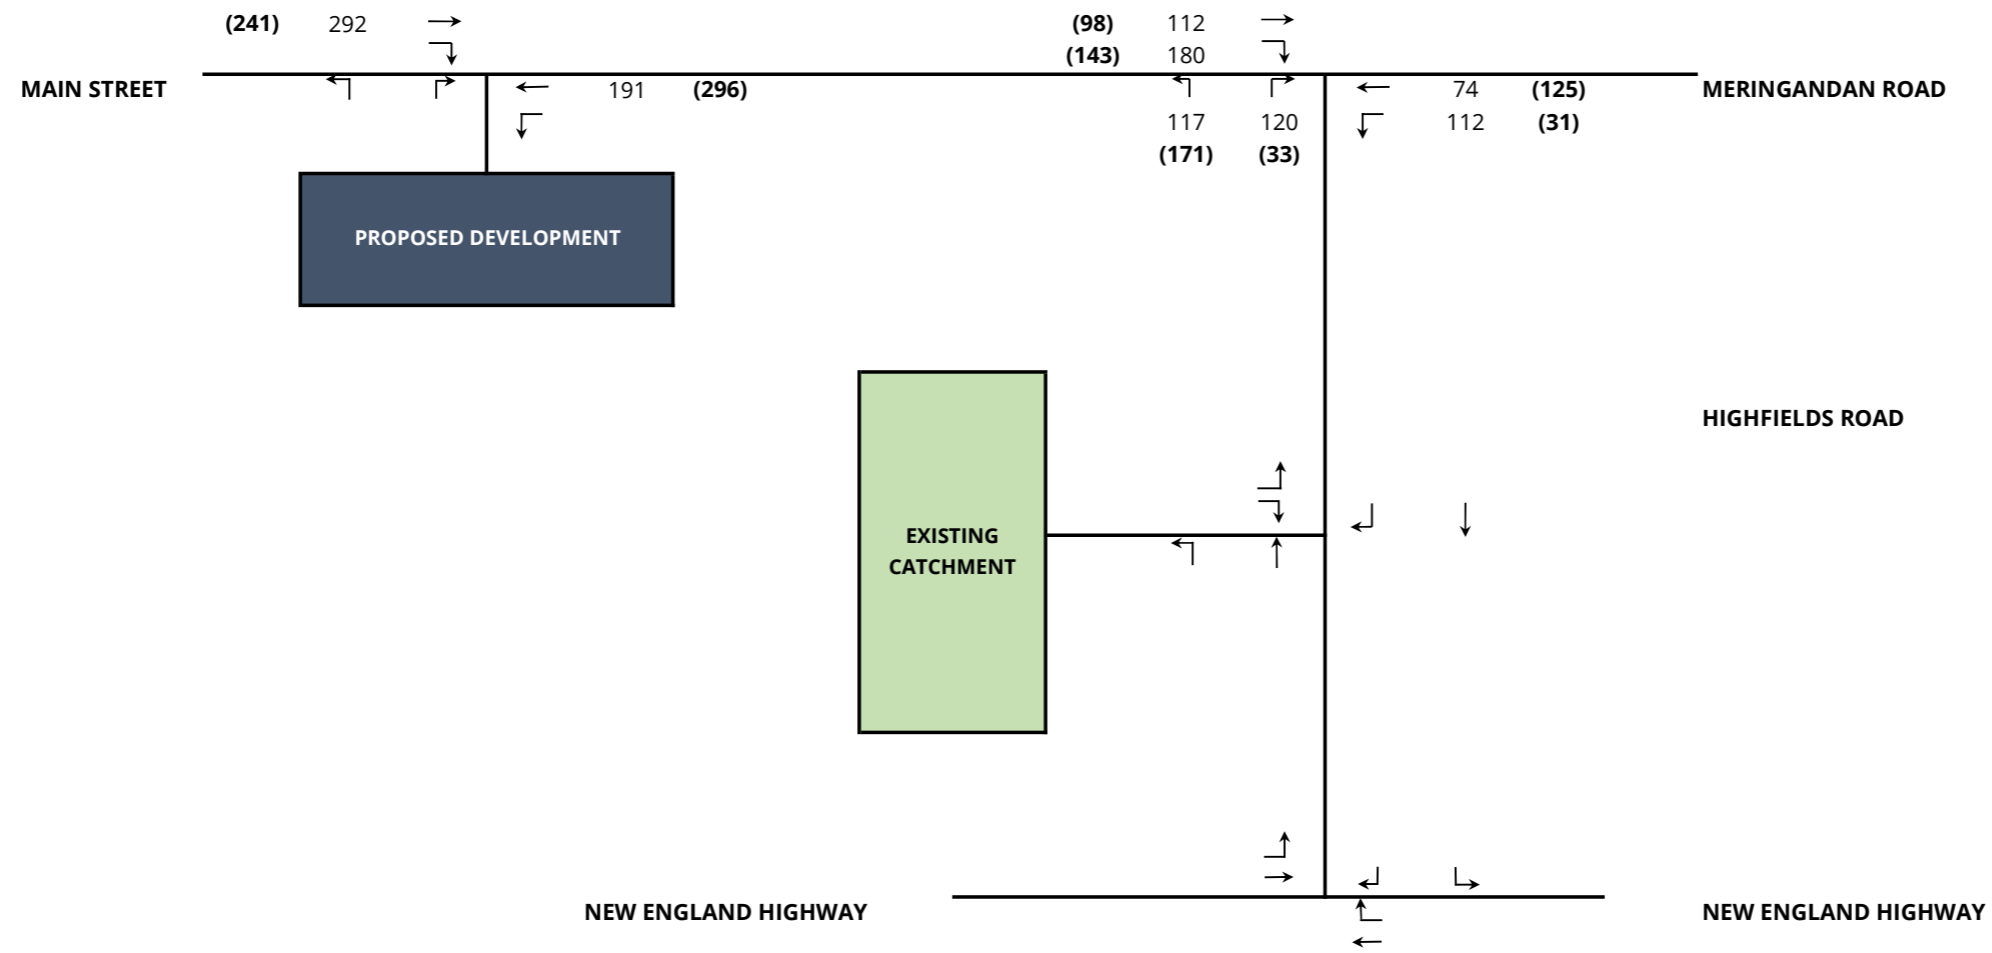 (241) 292 (98) 112
(143) 180
MAIN STREET 191 (296) 74 (125) MERINGANDAN ROAD
117 120 112 (31)
(171) (33)
PROPOSED DEVELOPMENT
HIGHFIELDS ROAD
EXISTING
CATCHMENT
NEW ENGLAND HIGHWAY NEW ENGLAND HIGHWAY